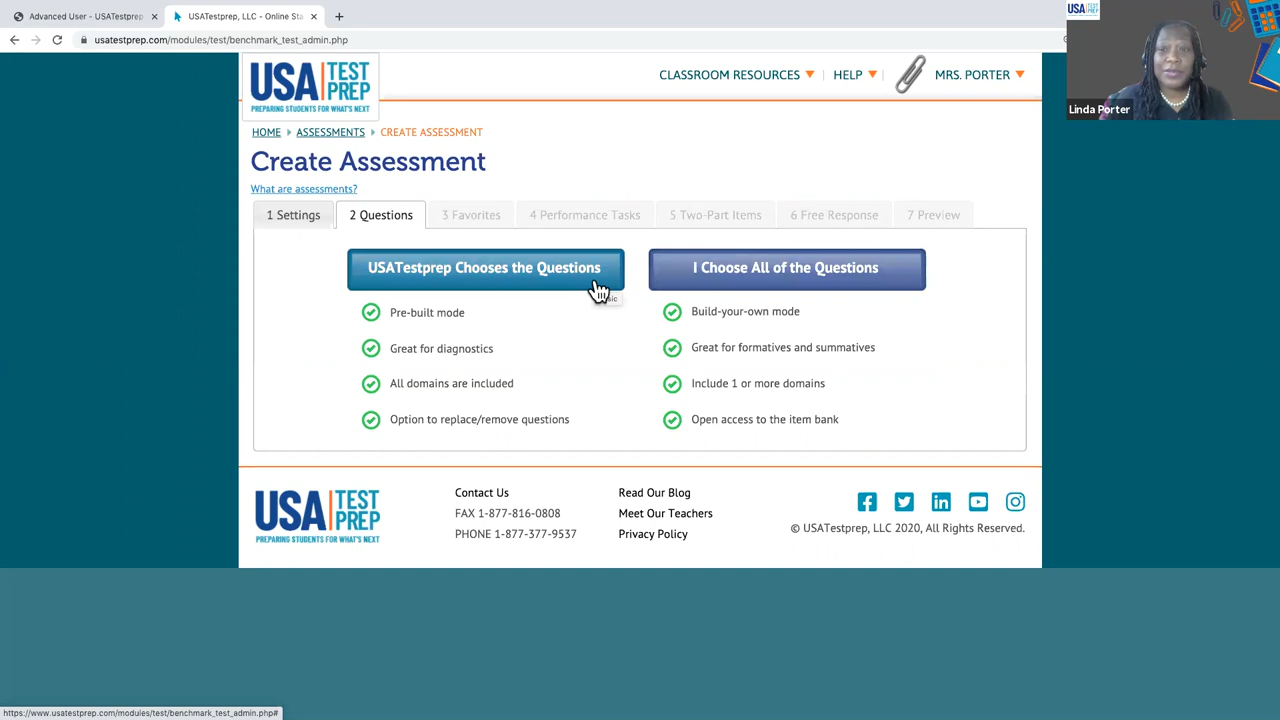 Advanced User - USATestprep
USATestprep, LLC - Online Sta
usatestprep.com/modules/test/benchmark_test_admin.php
USA TEST PREP
PREPARING STUDENTS FOR WHAT'S NEXT
CLASSROOM RESOURCES
HELP
MRS. PORTER
USA TEST PREP
Linda Porter
HOME ASSESSMENTS CREATE ASSESSMENT
Create Assessment
What are assessments?
1 Settings
2 Questions
3 Favorites
4 Performance Tasks
5 Two-Part Items
6 Free Response
7 Preview
USATestprep Chooses the Questions
Pre-built mode
Great for diagnostics
All domains are included
Option to replace/remove questions
I Choose All of the Questions
Build-your-own mode
Great for formatives and summatives
Include 1 or more domains
Open access to the item bank
USA TEST PREP
PREPARING STUDENTS FOR WHAT'S NEXT
Contact Us
FAX 1-877-816-0808
PHONE 1-877-377-9537
Read Our Blog
Meet Our Teachers
Privacy Policy
© USATestprep, LLC 2020, All Rights Reserved.
https://www.usatestprep.com/modules/test/benchmark_test_admin.php#